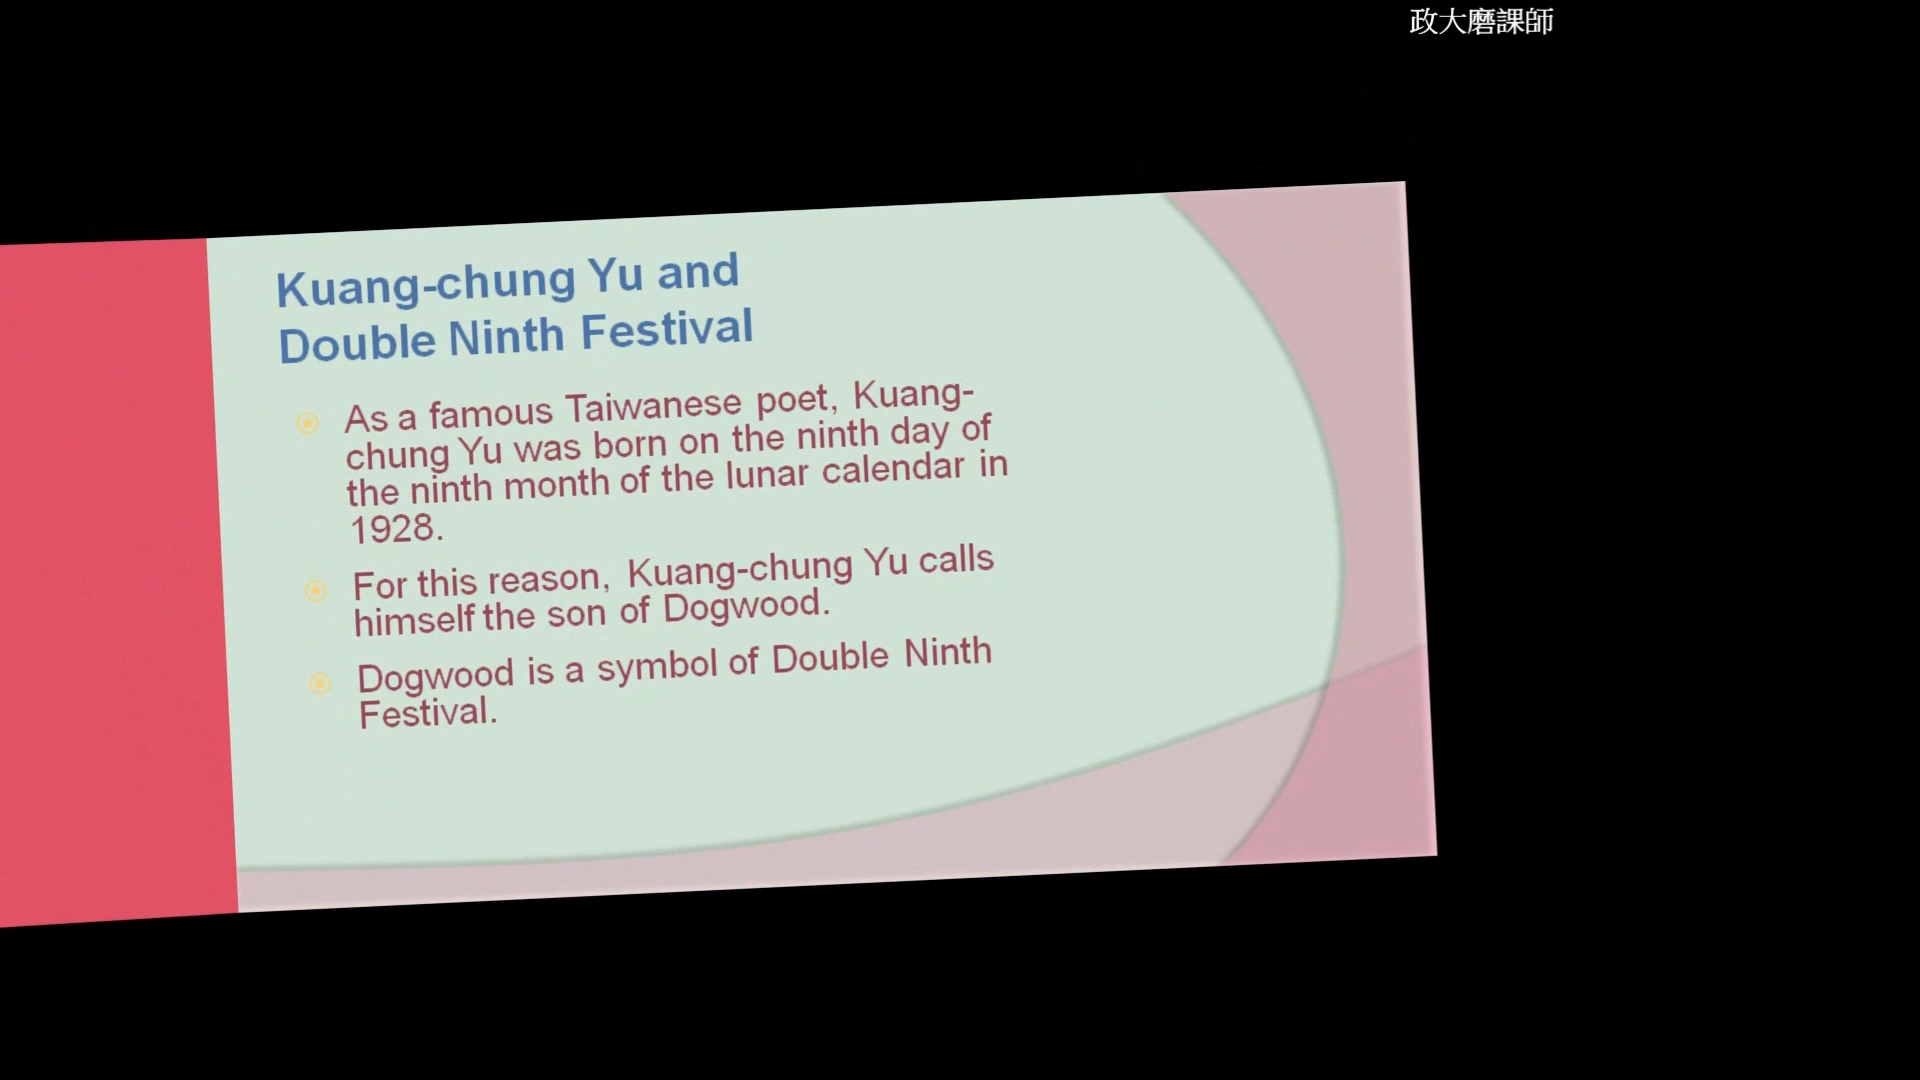 政大磨課師
Kuang-chung Yu and
Double Ninth Festival
As a famous Taiwanese poet, Kuang-
chung Yu was born on the ninth day of
the ninth month of the lunar calendar in
1928.
For this reason, Kuang-chung Yu calls
himself the son of Dogwood.
Dogwood is a symbol of Double Ninth
Festival.